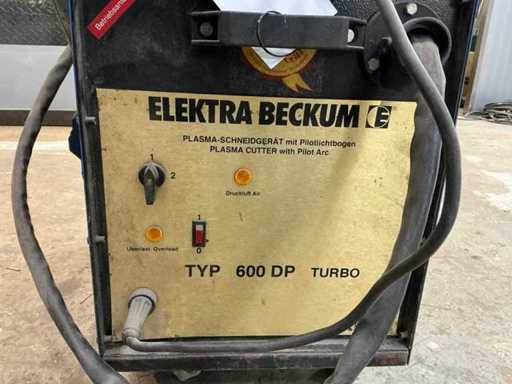 Betriebsanl
ELEKTRA BECKUM
PLASMA-SCHNEIDGERÄT mit Pilotlichtbogen
PLASMA CUTTER with Pilot Arc
1
2
Druckluft Air
1
0
Überlast. Overload
TYP 600 DP TURBO